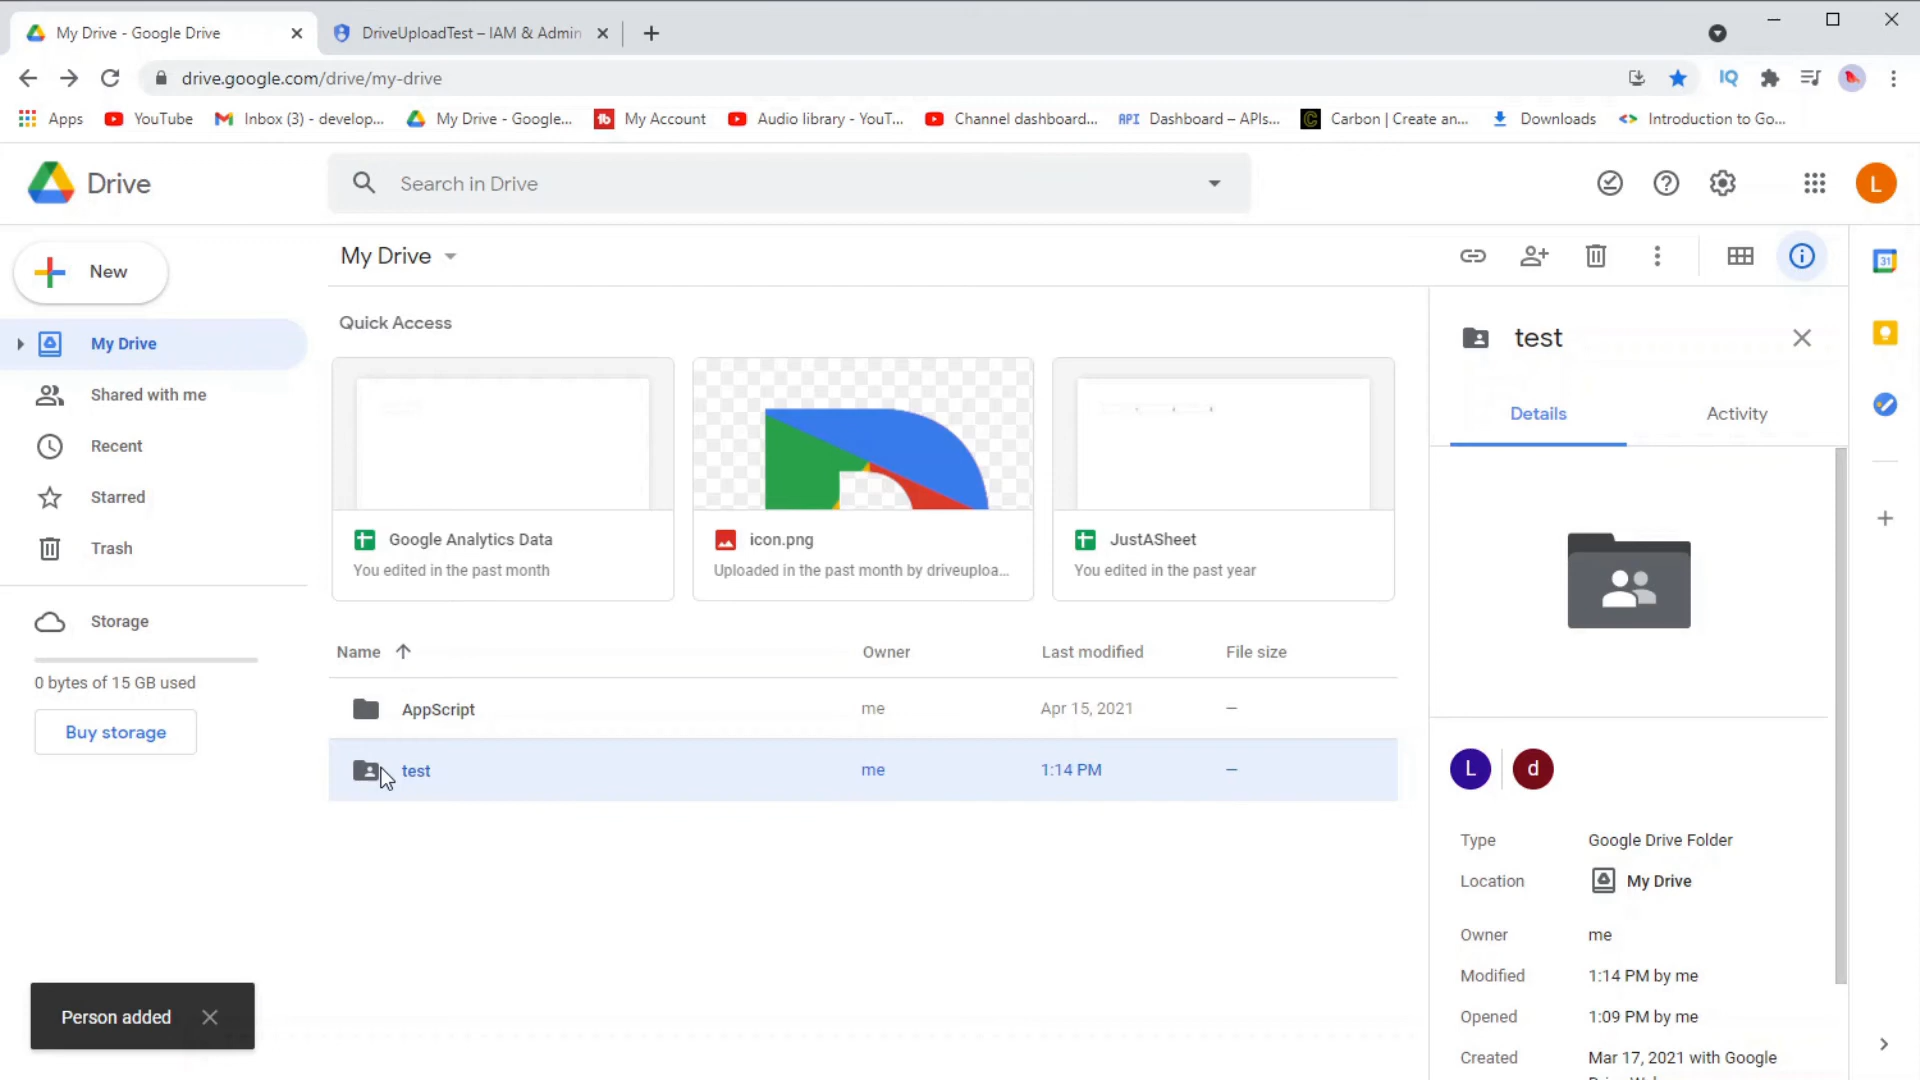 My Drive - Google Drive
DriveUploadTest – IAM & Admin
drive.google.com/drive/my-drive
IQ
Apps
YouTube
Inbox (3) - develop...
My Drive - Google...
My Account
Audio library - YouT...
Channel dashboard...
API Dashboard – APIs...
Carbon | Create an...
Downloads
Introduction to Go...
Drive
Search in Drive
L
New
My Drive
31
Quick Access
test
My Drive
Shared with me
Recent
Starred
Trash
Details
Activity
Google Analytics Data
You edited in the past month
icon.png
Uploaded in the past month by driveuploa...
JustASheet
You edited in the past year
Storage
0 bytes of 15 GB used
Buy storage
Name
Owner
Last modified
File size
AppScript
me
Apr 15, 2021
–
test
me
1:14 PM
–
L
d
Type
Google Drive Folder
Location
My Drive
Owner
me
Modified
1:14 PM by me
Opened
1:09 PM by me
Created
Mar 17, 2021 with Google
Person added